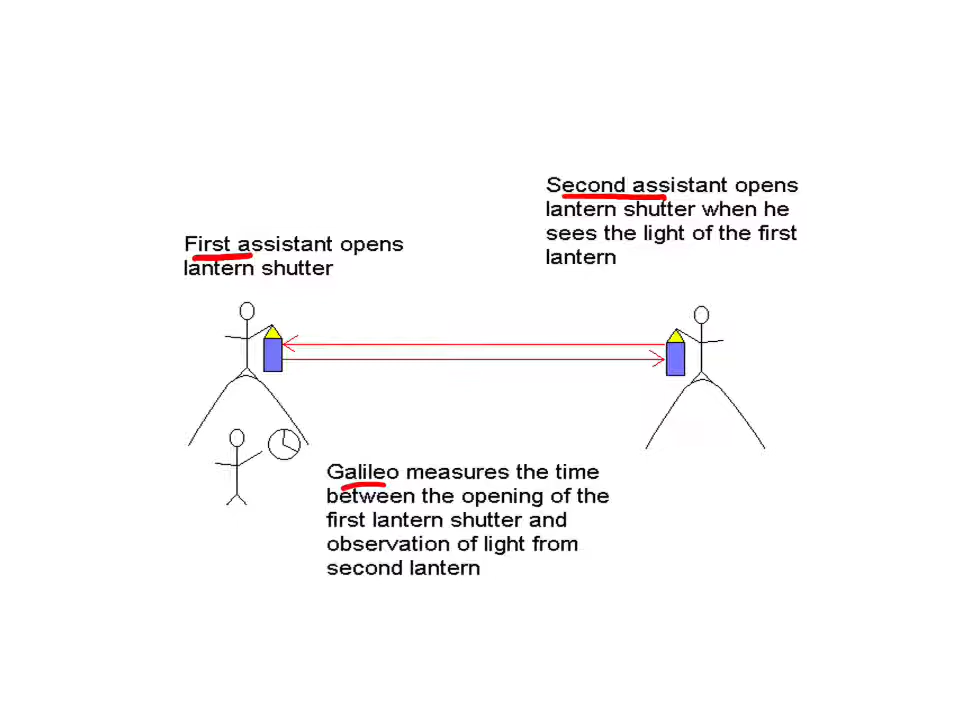 Second assistant opens
lantern shutter when he
sees the light of the first
lantern
First assistant opens
lantern shutter
Galileo measures the time
between the opening of the
first lantern shutter and
observation of light from
second lantern